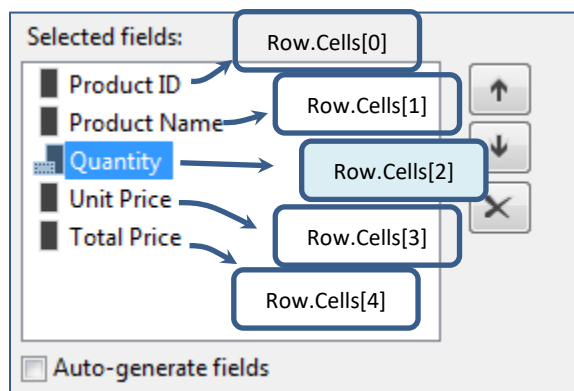 Selected fields:
Row.Cells[0]
Product ID
Row.Cells[1]
Product Name
Quantity
Row.Cells[2]
Unit Price
Row.Cells[3]
Total Price
Row.Cells[4]
Auto-generate fields